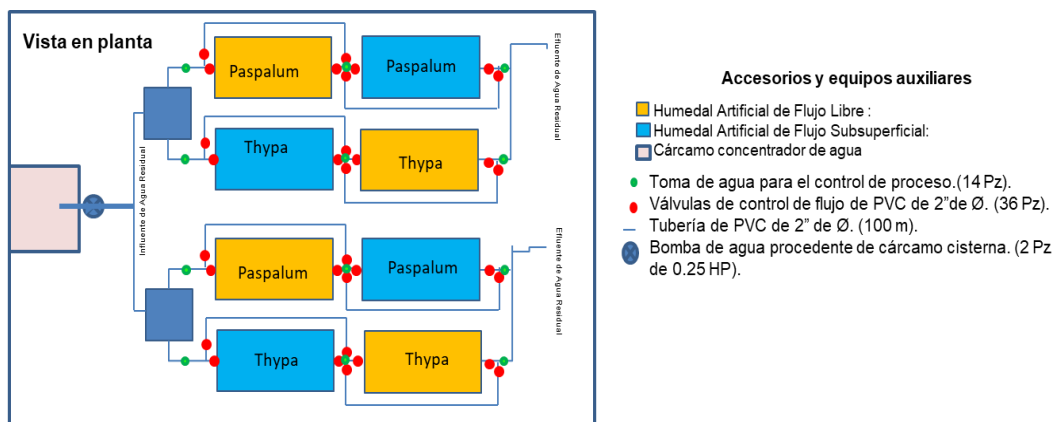 Vista en planta
Paspalum
Paspalum
Thypa
Thypa
Paspalum
Paspalum
Thypa
Thypa
Influente de Agua Residual
Efluente de Agua Residual
Efluente de Agua Residual
Accesorios y equipos auxiliares
Humedal Artificial de Flujo Libre :
Humedal Artificial de Flujo Subsuperficial:
Cárcamo concentrador de agua
Toma de agua para el control de proceso.(14 Pz).
Válvulas de control de flujo de PVC de 2”de Ø. (36 Pz).
Tubería de PVC de 2” de Ø. (100 m).
Bomba de agua procedente de cárcamo cisterna. (2 Pz
de 0.25 HP).